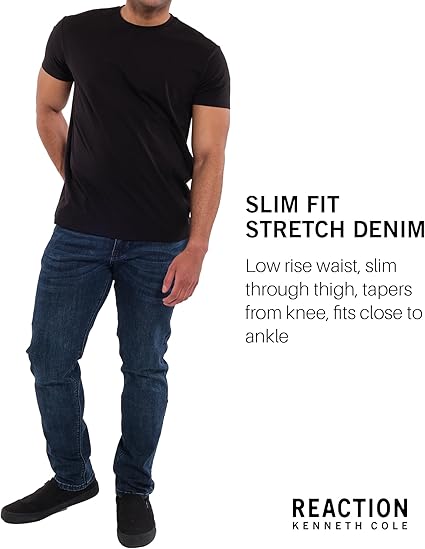 SLIM FIT
STRETCH DENIM
Low rise waist, slim
through thigh, tapers
from knee, fits close to
ankle
REACTION
KENNETH COLE